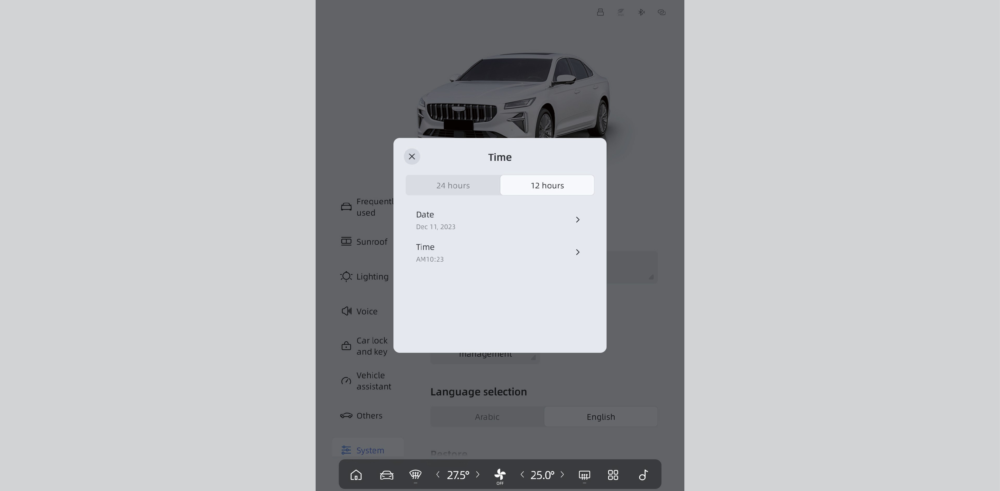 AQS
Time
24 hours
12 hours
Date
Dec 11, 2023
Time
AM10:23
Frequentl
used
Sunroof
Lighting
Voice
Car lock
and key
Vehicle
assistant
Others
System
management
Language selection
Arabic
English
Restore
27.5°
OFF
25.0°